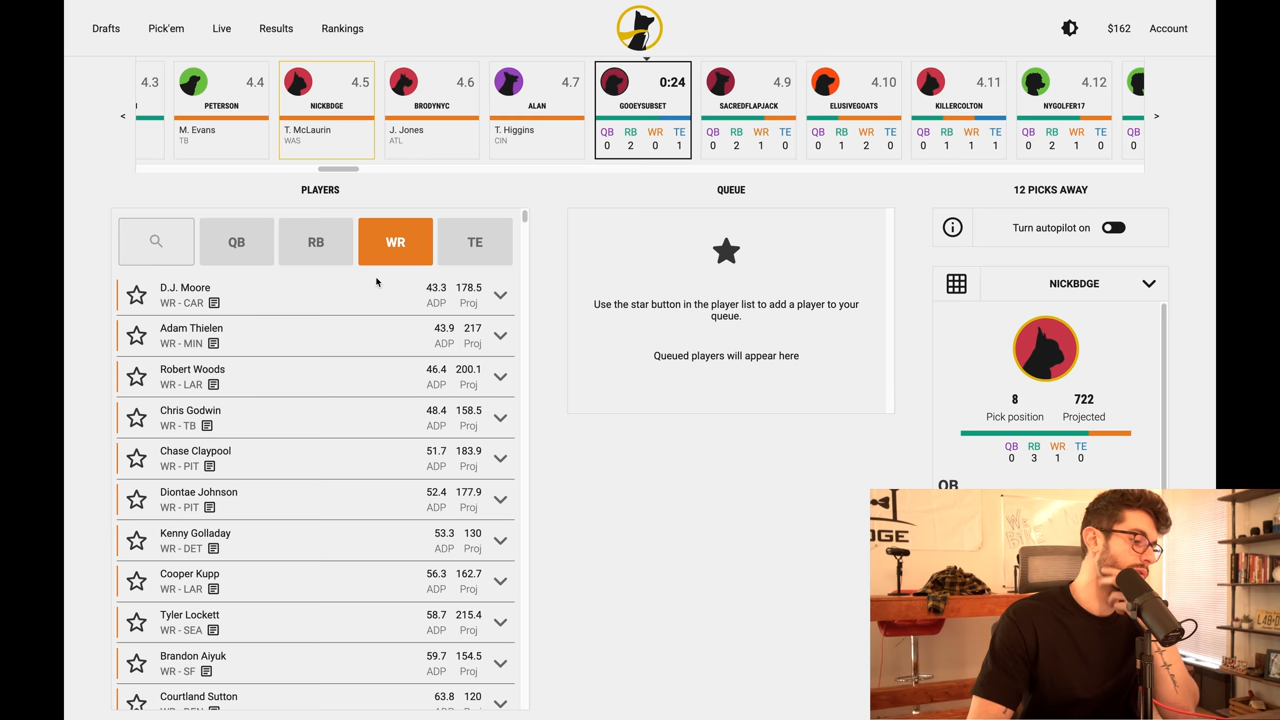 Drafts Pick'em Live Results Rankings $162 Account
4.3 4.4 4.5 4.6 4.7 0:24 4.9 4.10 4.11 4.12
PETERSON NICKBDGE BRODYNYC ALAN GOOEYSUBSET SACREDFLAPJACK ELUSIVEGOATS KILLERCOLTON NYGOLFER17
M. Evans T. McLaurin J. Jones T. Higgins QB RB WR TE QB RB WR TE QB RB WR TE QB RB WR TE QB RB WR TE
TB WAS ATL CIN 0 2 0 1 0 2 1 0 0 1 2 0 0 1 1 1 0 2 1 0
< >
PLAYERS QUEUE 12 PICKS AWAY
QB RB WR TE
Turn autopilot on
D.J. Moore 43.3 178.5
WR - CAR ADP Proj
Adam Thielen 43.9 217
WR - MIN ADP Proj
Robert Woods 46.4 200.1
WR - LAR ADP Proj
Chris Godwin 48.4 158.5
WR - TB ADP Proj
Chase Claypool 51.7 183.9
WR - PIT ADP Proj
Diontae Johnson 52.4 177.9
WR - PIT ADP Proj
Kenny Golladay 53.3 130
WR - DET ADP Proj
Cooper Kupp 56.3 162.7
WR - LAR ADP Proj
Tyler Lockett 58.7 215.4
WR - SEA ADP Proj
Brandon Aiyuk 59.7 154.5
WR - SF ADP Proj
Courtland Sutton 63.8 120
Use the star button in the player list to add a player to your
queue.
Queued players will appear here
NICKBDGE
8 722
Pick position Projected
QB RB WR TE
0 3 1 0
QB
DGE